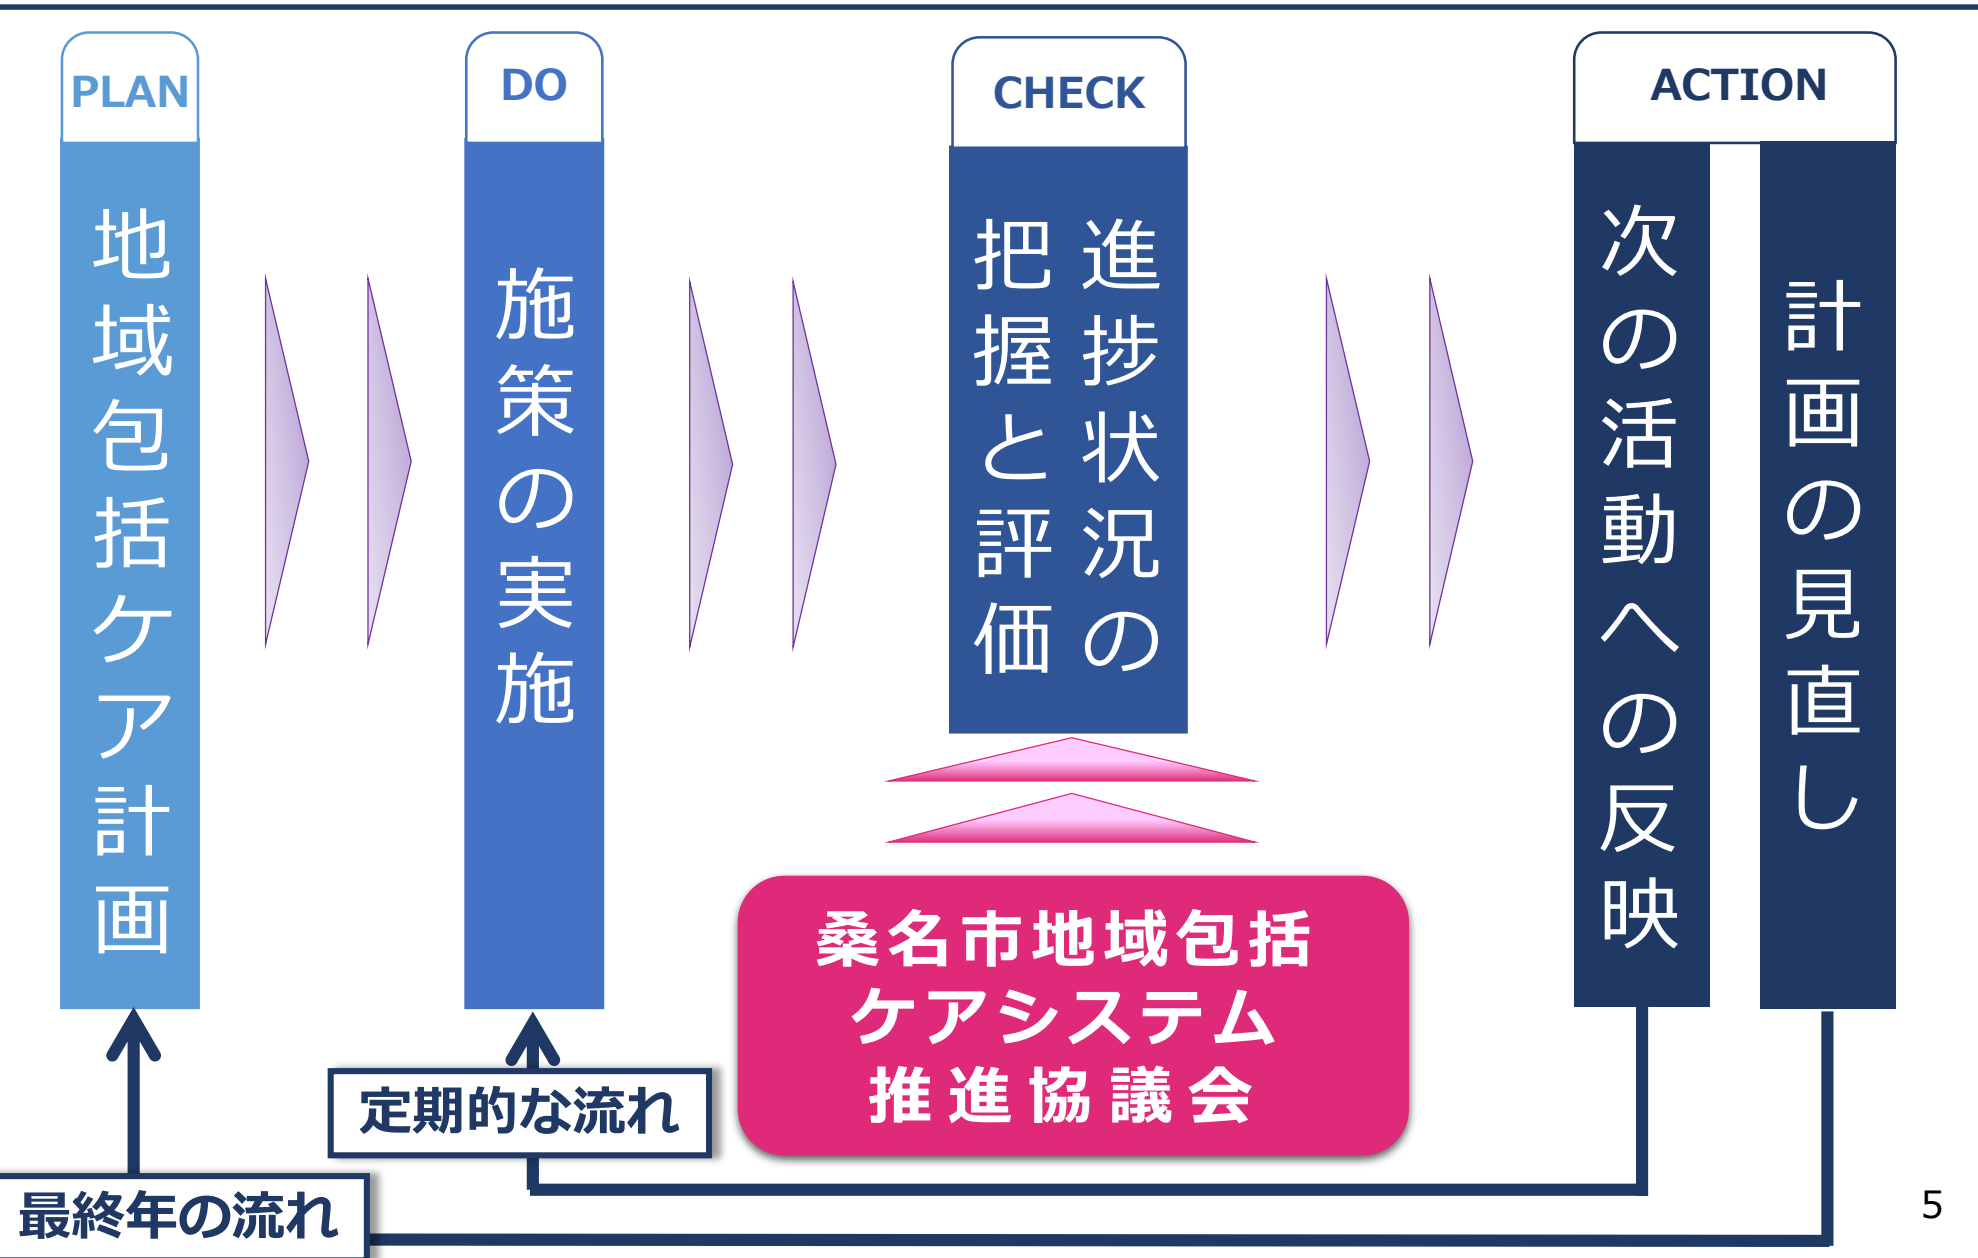 PLAN
地域包括ケア計画
DO
施策の実施
CHECK
進捗状況の
把握と評価
ACTION
計画の見直し
次の活動への反映
桑名市地域包括
ケアシステム
推進協議会
定期的な流れ
最終年の流れ
5